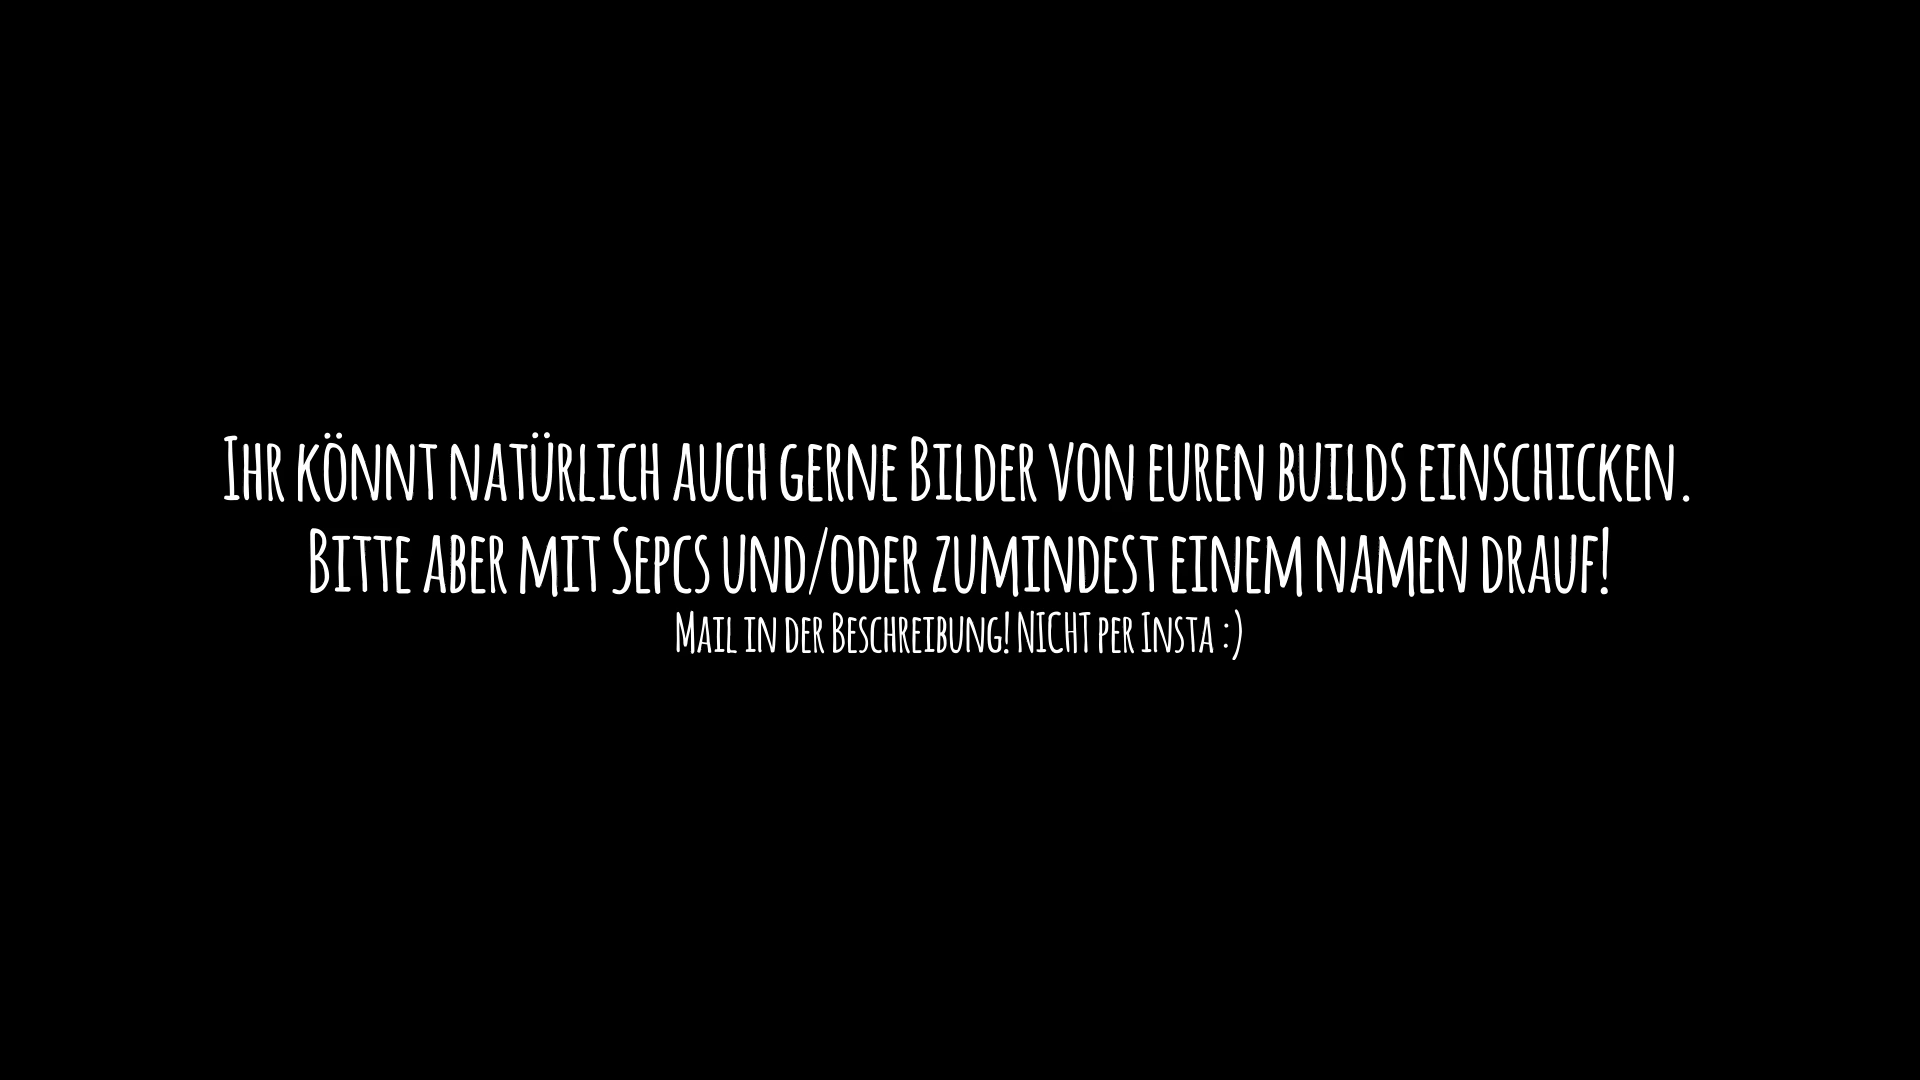 Ihr könnt natürlich auch gerne Bilder von euren builds einschicken.
Bitte aber mit Sepcs und/oder zumindest einem namen drauf!
Mail in der Beschreibung! NICHT per Insta :)